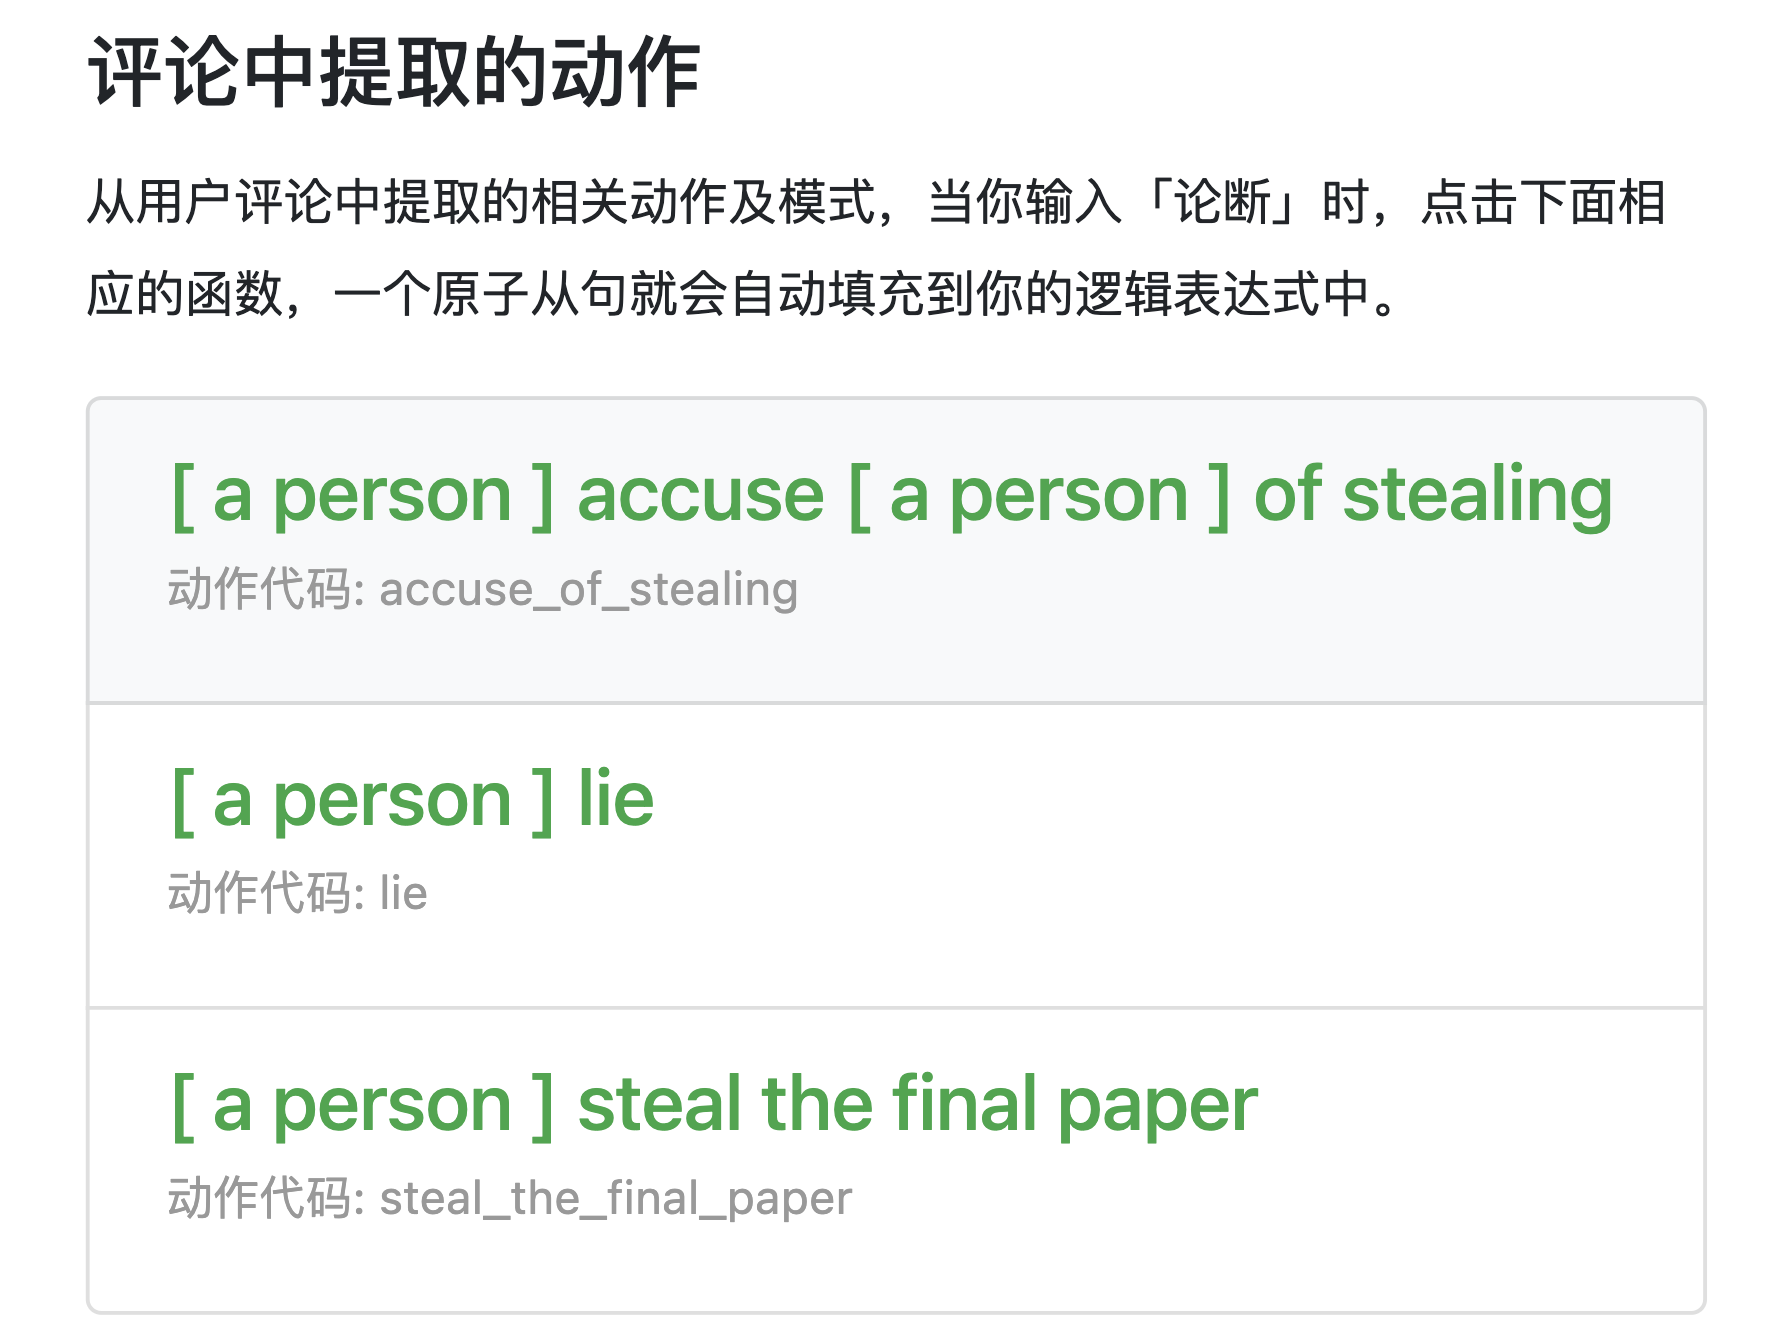 评论中提取的动作
从用户评论中提取的相关动作及模式，当你输入「论断」时，点击下面相
应的函数，一个原子从句就会自动填充到你的逻辑表达式中。
[ a person ] accuse [ a person ] of stealing
动作代码: accuse_of_stealing
[ a person ] lie
动作代码: lie
[ a person ] steal the final paper
动作代码: steal_the_final_paper